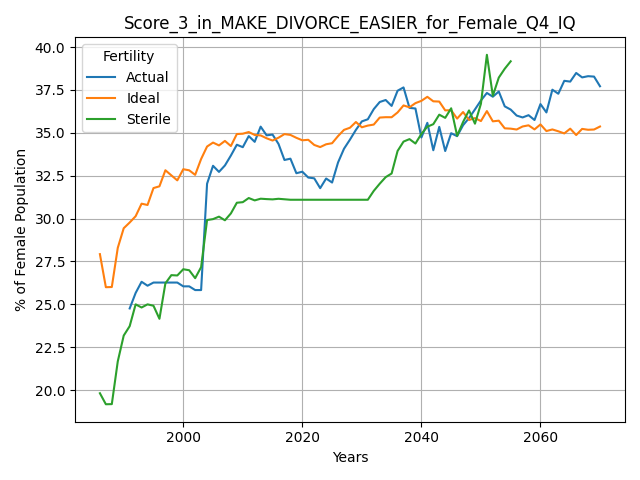 Score_3_in_MAKE_DIVORCE_EASIER_for_Female_Q4_IQ
Fertility
Actual
Ideal
Sterile
% of Female Population
40.0
37.5
35.0
32.5
30.0
27.5
25.0
22.5
20.0
2000
2020
2040
2060
Years